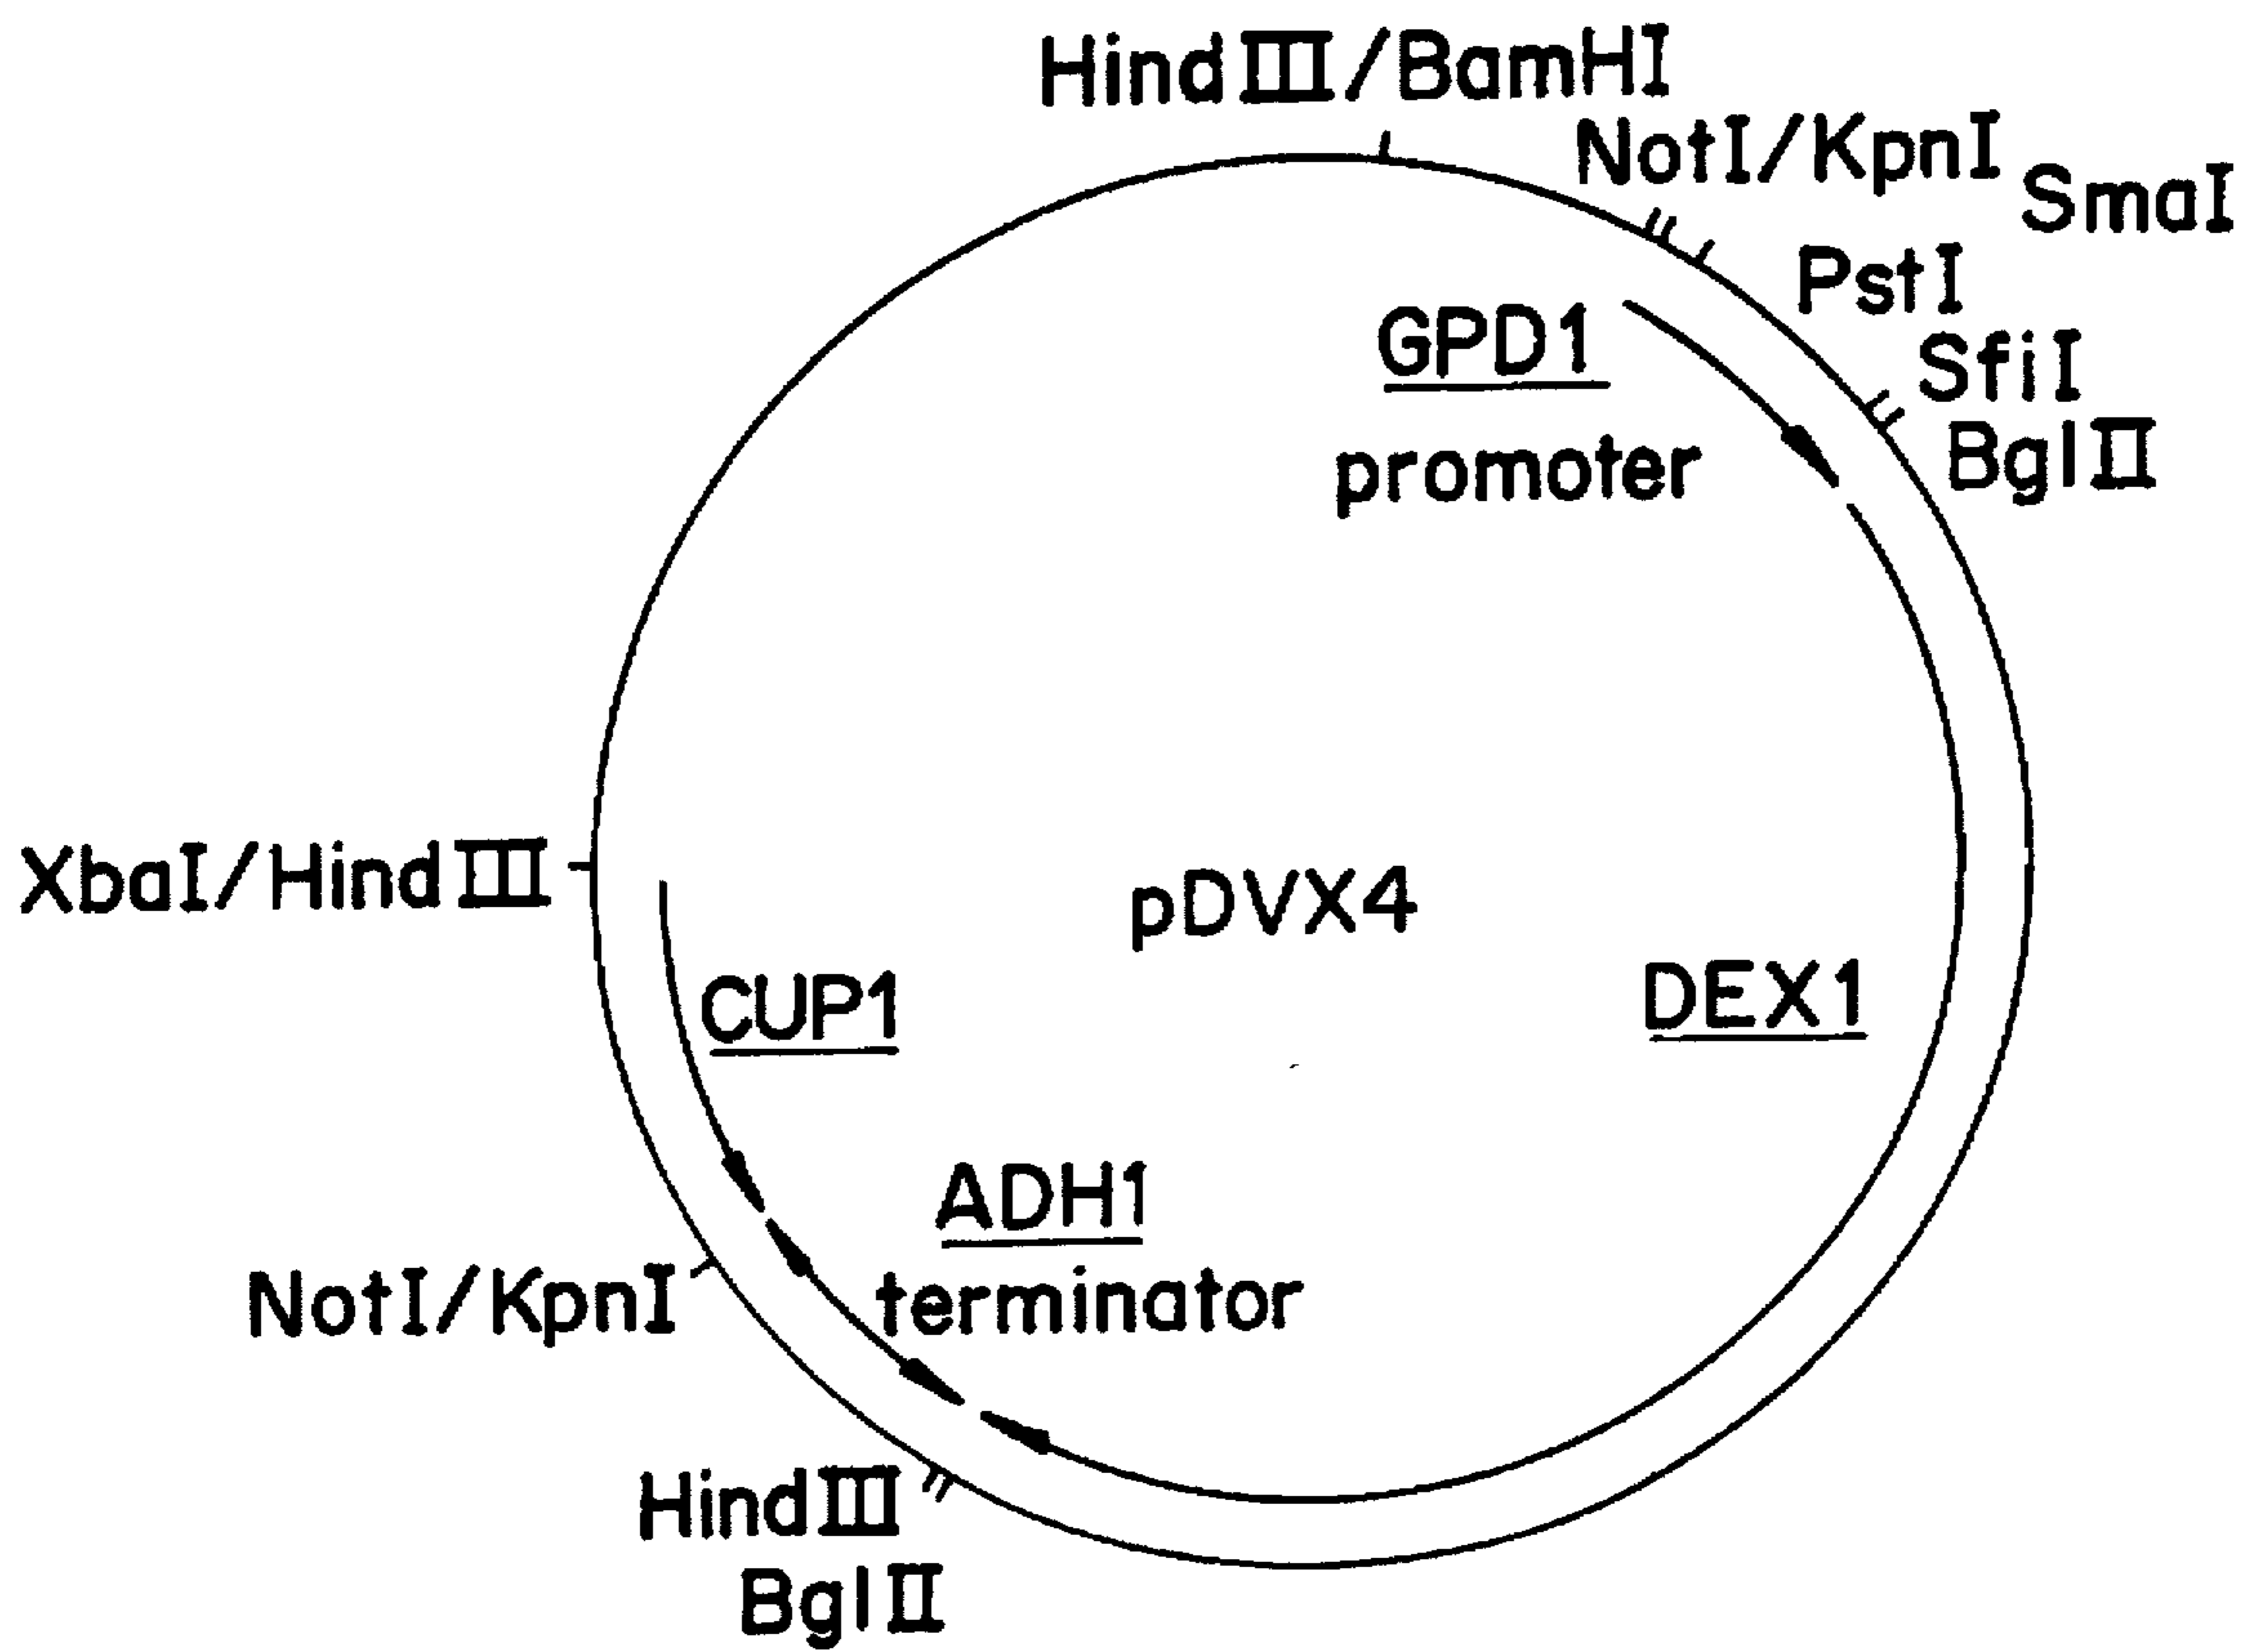 HindIII/BamHI
NotI/KpnI
SmaI
PstI
GPD1
promoter
SfiI
BglII
XbaI/HindIII
pDVX4
CUP1
DEX1
ADH1
terminator
NotI/KpnI
HindIII
BglII